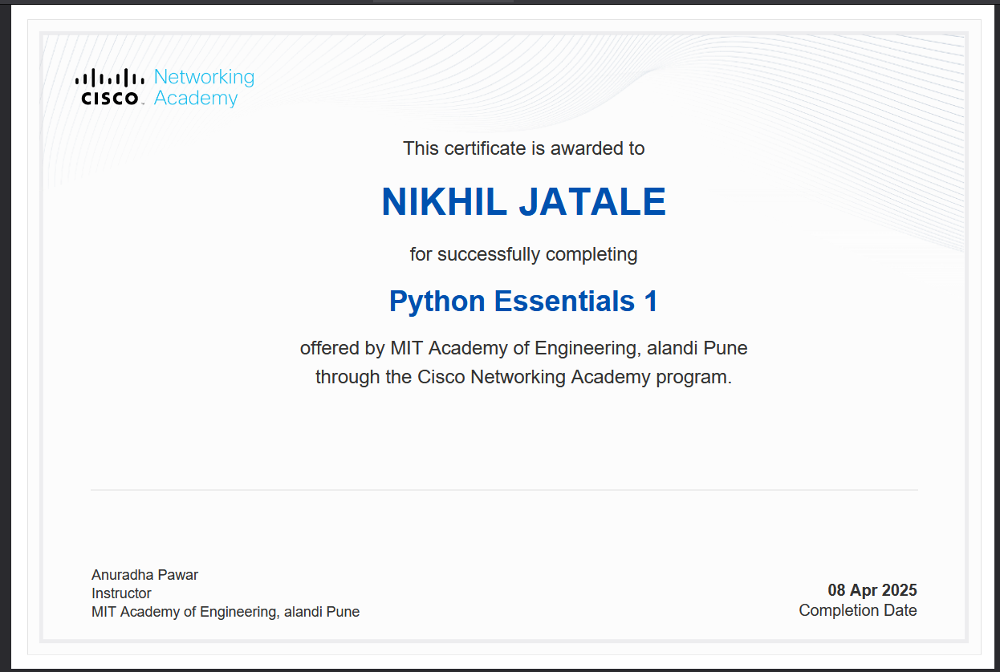 CISCO
Networking
Academy
This certificate is awarded to
NIKHIL JATALE
for successfully completing
Python Essentials 1
offered by MIT Academy of Engineering, alandi Pune
through the Cisco Networking Academy program.
Anuradha Pawar
Instructor
MIT Academy of Engineering, alandi Pune
08 Apr 2025
Completion Date